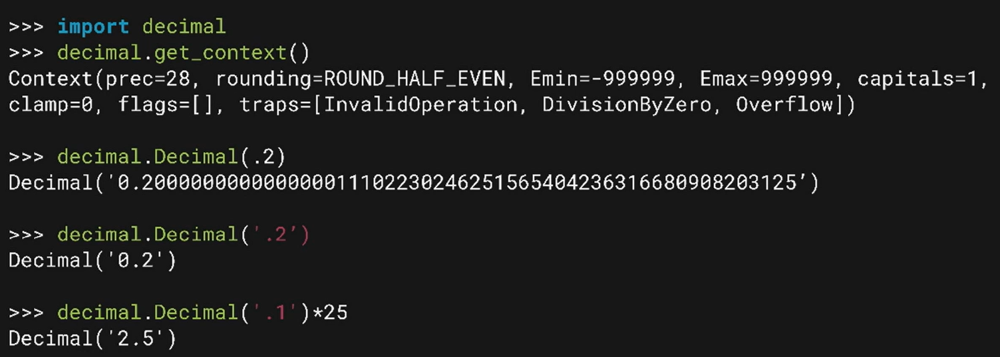 >>> import decimal
>>> decimal.get_context()
Context(prec=28, rounding=ROUND_HALF_EVEN, Emin=-999999, Emax=999999, capitals=1,
clamp=0, flags=[], traps=[InvalidOperation, DivisionByZero, Overflow])
>>> decimal.Decimal(.2)
Decimal('0.200000000000000011102230246251565404236316680908203125’)
>>> decimal.Decimal('.2’)
Decimal('0.2')
>>> decimal.Decimal('.1')*25
Decimal('2.5')